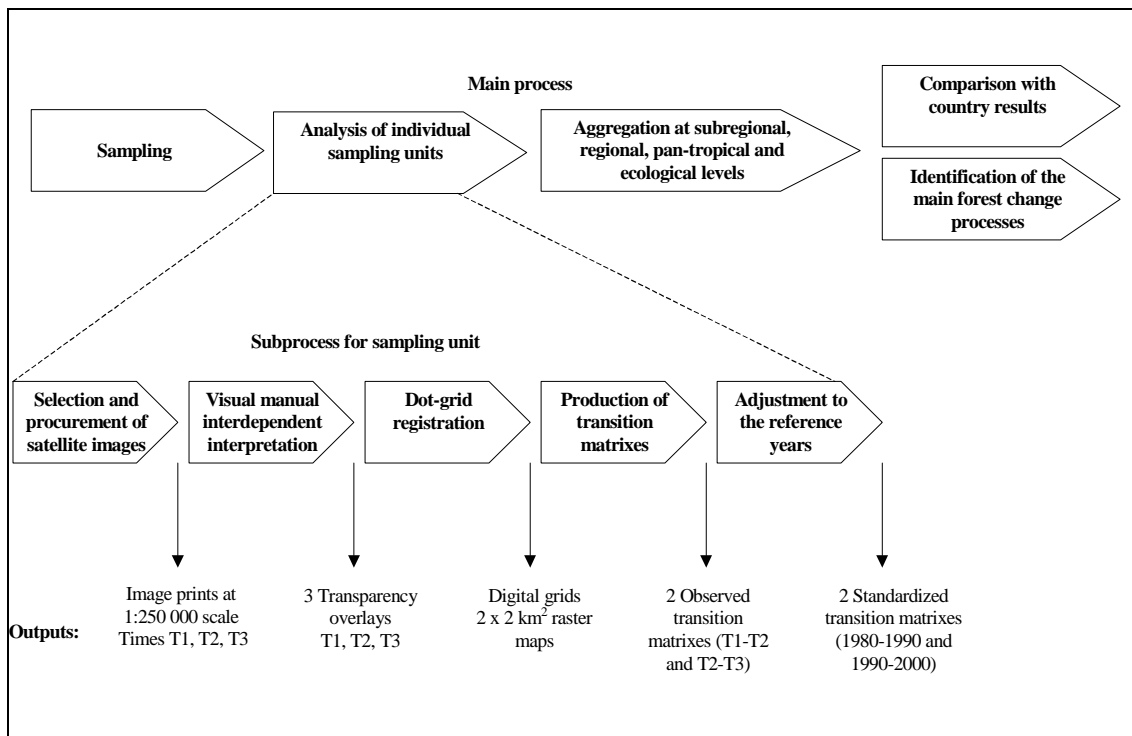 Main process
Sampling
Analysis of individual
sampling units
Aggregation at subregional,
regional, pan-tropical and
ecological levels
Comparison with
country results
Identification of the
main forest change
processes
Subprocess for sampling unit
Selection and
procurement of
satellite images
Visual manual
interdependent
interpretation
Dot-grid
registration
Production of
transition
matrixes
Adjustment to
the reference
years
Outputs:
Image prints at
1:250 000 scale
Times T1, T2, T3
3 Transparency
overlays
T1, T2, T3
Digital grids
2 x 2 km² raster
maps
2 Observed
transition
matrixes (T1-T2
and T2-T3)
2 Standardized
transition matrixes
(1980-1990 and
1990-2000)